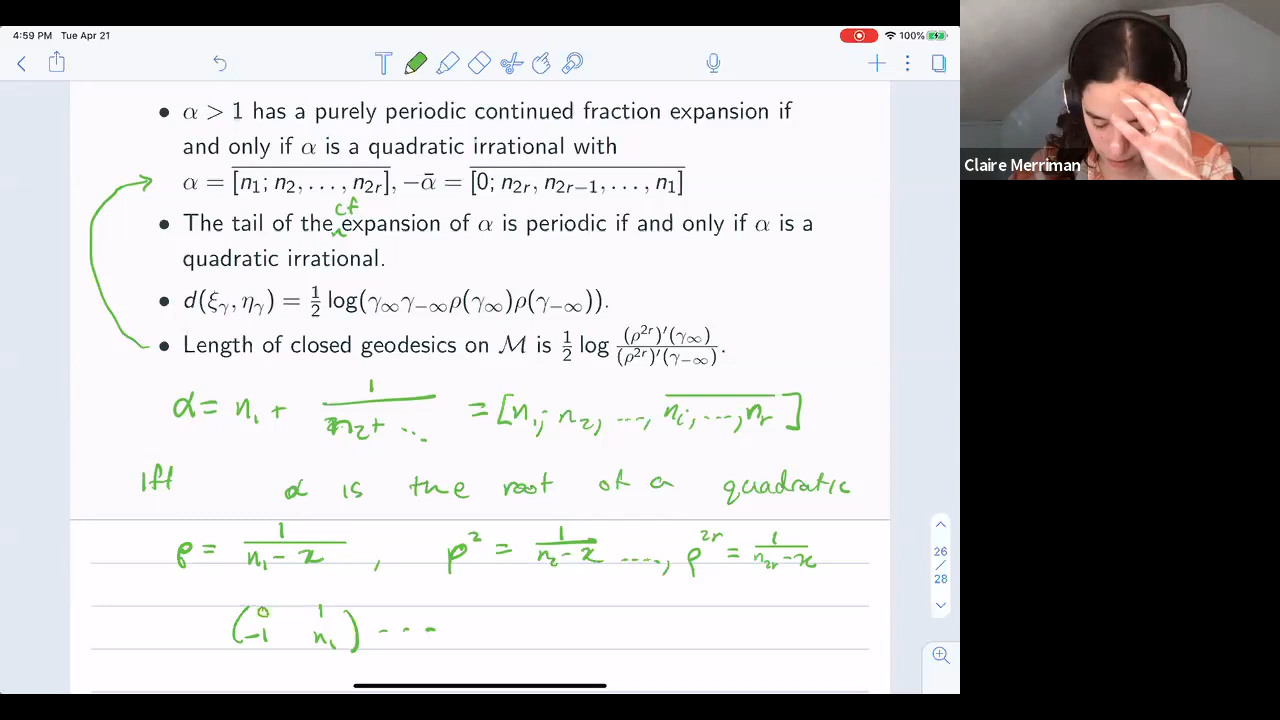 4:59 PM Tue Apr 21
100%
T
• α > 1 has a purely periodic continued fraction expansion if
and only if α is a quadratic irrational with
α = [n₁; n₂, . . . , n₂ᵣ], −ᾱ = [0; n₂ᵣ, n₂ᵣ₋₁, . . . , n₁]
cf
• The tail of the expansion of α is periodic if and only if α is a
quadratic irrational.
• d(ξ_γ, η_γ) = 1/2 log(γ_∞γ_−∞ρ(γ_∞)ρ(γ_−∞)).
• Length of closed geodesics on ℳ is 1/2 log (ρ²ʳ)′(γ_∞)/(ρ²ʳ)′(γ_−∞).
α = n₁ + 1/(n₂+ ⋱) = [n₁; n₂, ..., n_i, ..., n_r]
Iff α is the root of a quadratic
ρ = 1/(n₁ − x) , ρ² = 1/(n₂ − x) ...., ρ²ʳ = 1/(n₂ᵣ − x)
(0 1
−1 n₁) - - -
26
/
28
Claire Merriman